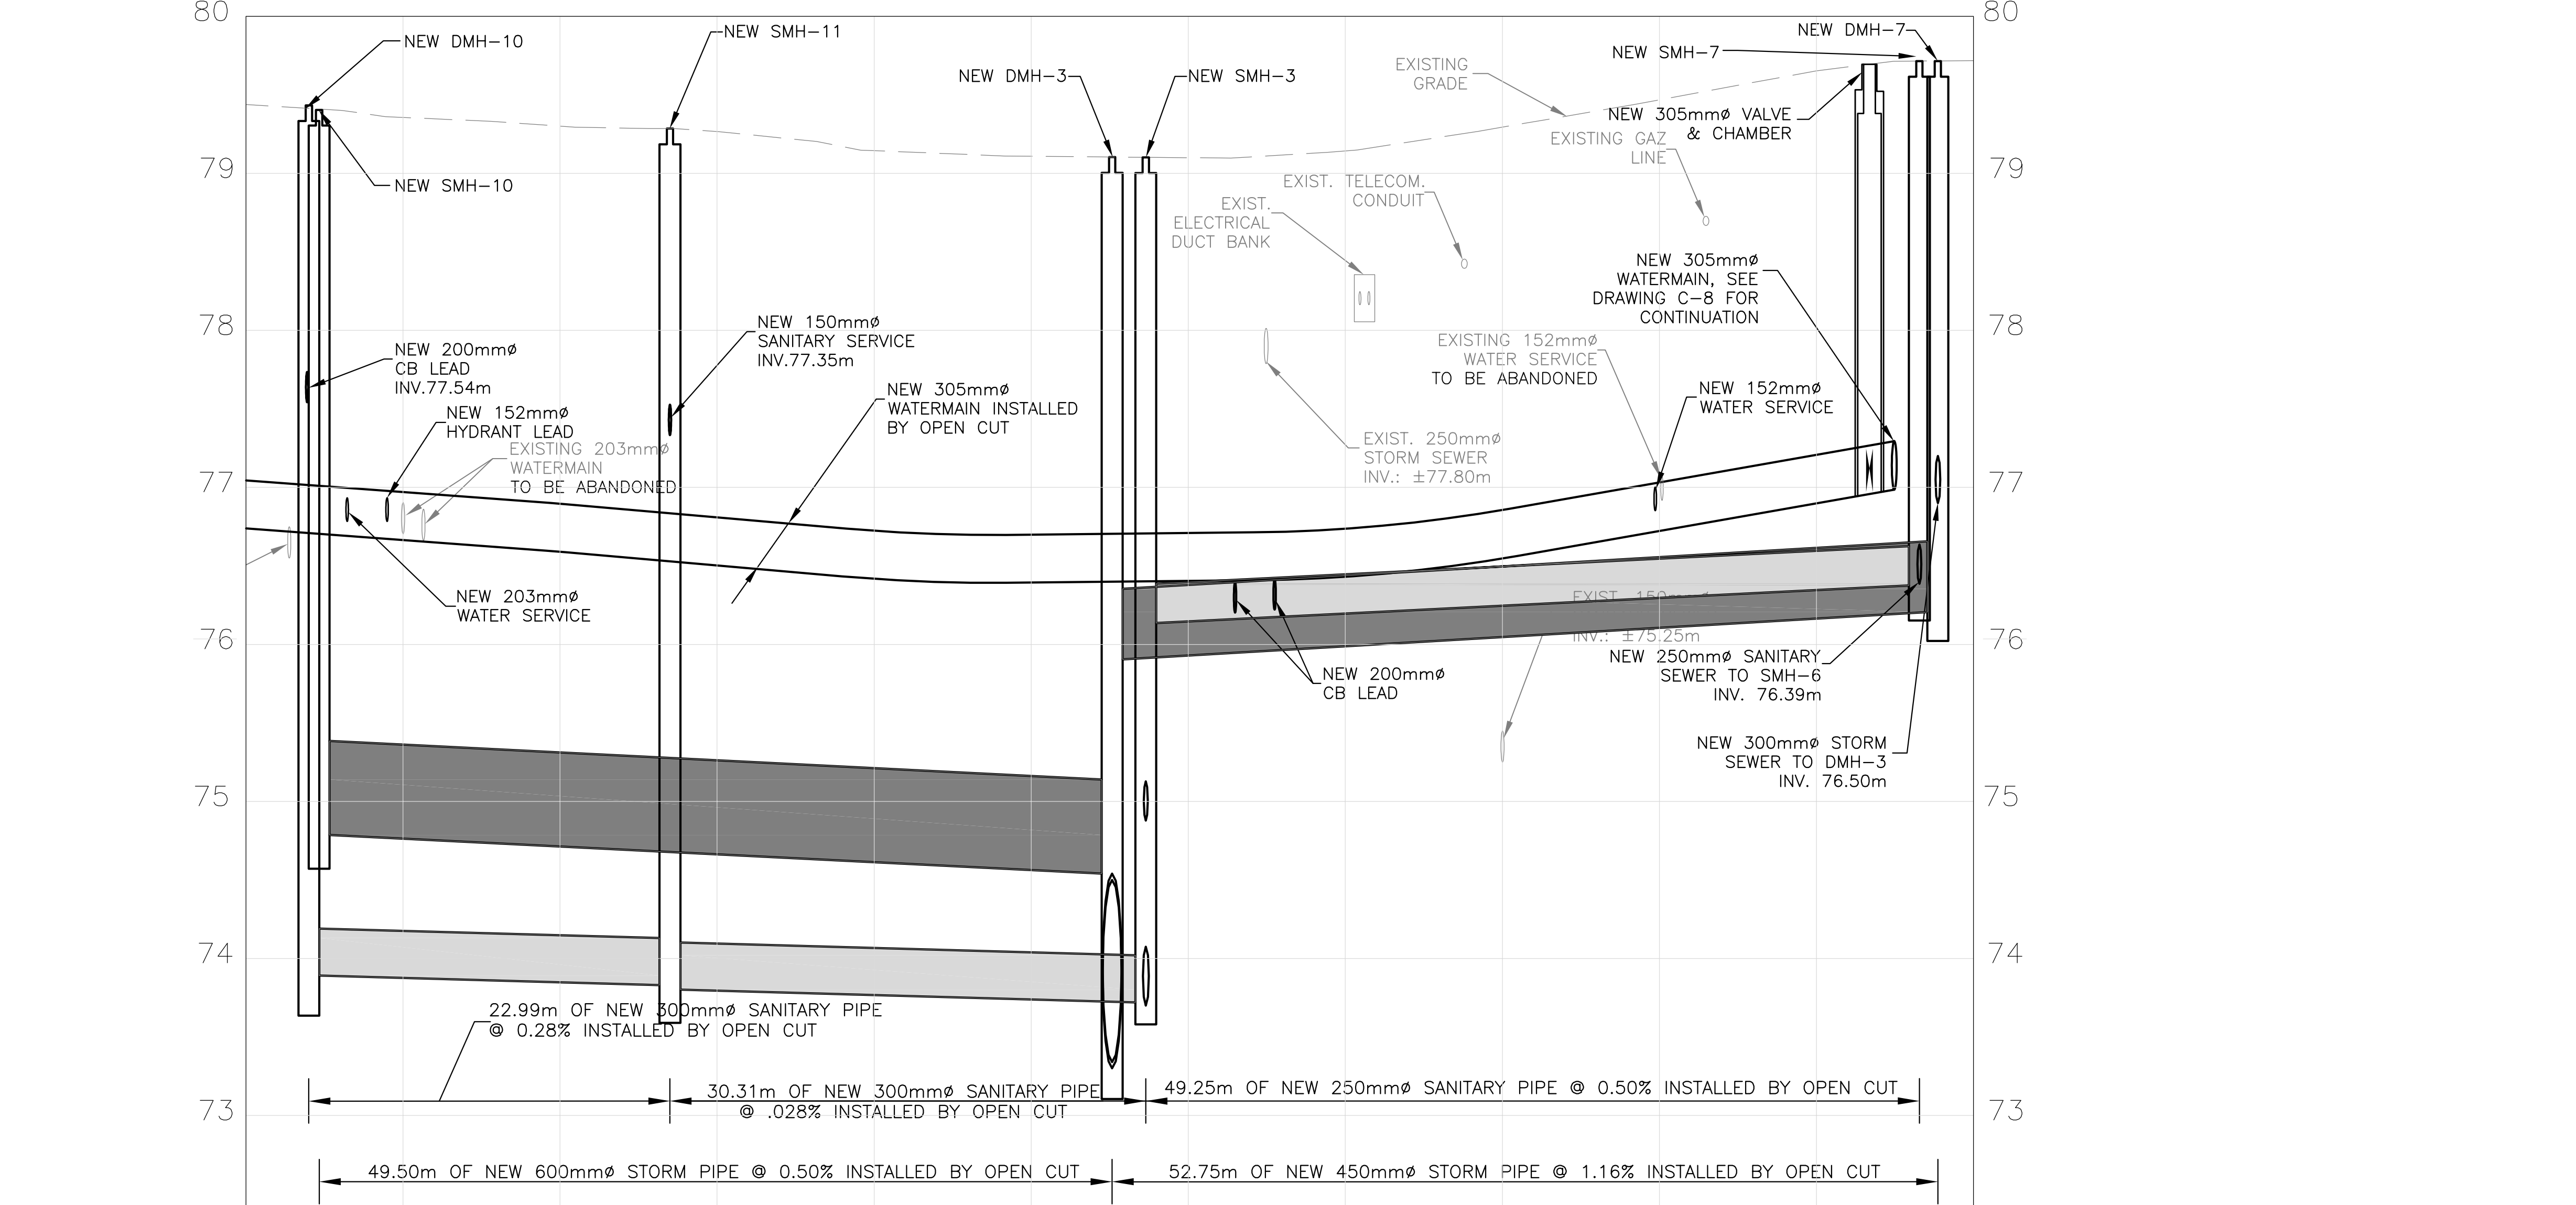 80
80
NEW DMH-10
NEW SMH-11
NEW DMH-7
NEW SMH-7
NEW DMH-3
NEW SMH-3
EXISTING
GRADE
NEW 305mmø VALVE
& CHAMBER
EXISTING GAZ
LINE
79
79
NEW SMH-10
EXIST. TELECOM.
CONDUIT
EXIST.
ELECTRICAL
DUCT BANK
NEW 305mmø
WATERMAIN, SEE
DRAWING C-8 FOR
CONTINUATION
78
78
NEW 150mmø
SANITARY SERVICE
INV.77.35m
NEW 200mmø
CB LEAD
INV.77.54m
EXISTING 152mmø
WATER SERVICE
TO BE ABANDONED
NEW 305mmø
WATERMAIN INSTALLED
BY OPEN CUT
NEW 152mmø
WATER SERVICE
NEW 152mmø
HYDRANT LEAD
EXISTING 203mmø
WATERMAIN
TO BE ABANDONED
EXIST. 250mmø
STORM SEWER
INV.: ±77.80m
77
77
NEW 203mmø
WATER SERVICE
EXIST. 150mmø
INV.: ±75.25m
76
76
NEW 250mmø SANITARY
SEWER TO SMH-6
INV. 76.39m
NEW 200mmø
CB LEAD
NEW 300mmø STORM
SEWER TO DMH-3
INV. 76.50m
75
75
74
74
22.99m OF NEW 300mmø SANITARY PIPE
@ 0.28% INSTALLED BY OPEN CUT
30.31m OF NEW 300mmø SANITARY PIPE
@ .028% INSTALLED BY OPEN CUT
49.25m OF NEW 250mmø SANITARY PIPE @ 0.50% INSTALLED BY OPEN CUT
73
73
49.50m OF NEW 600mmø STORM PIPE @ 0.50% INSTALLED BY OPEN CUT
52.75m OF NEW 450mmø STORM PIPE @ 1.16% INSTALLED BY OPEN CUT